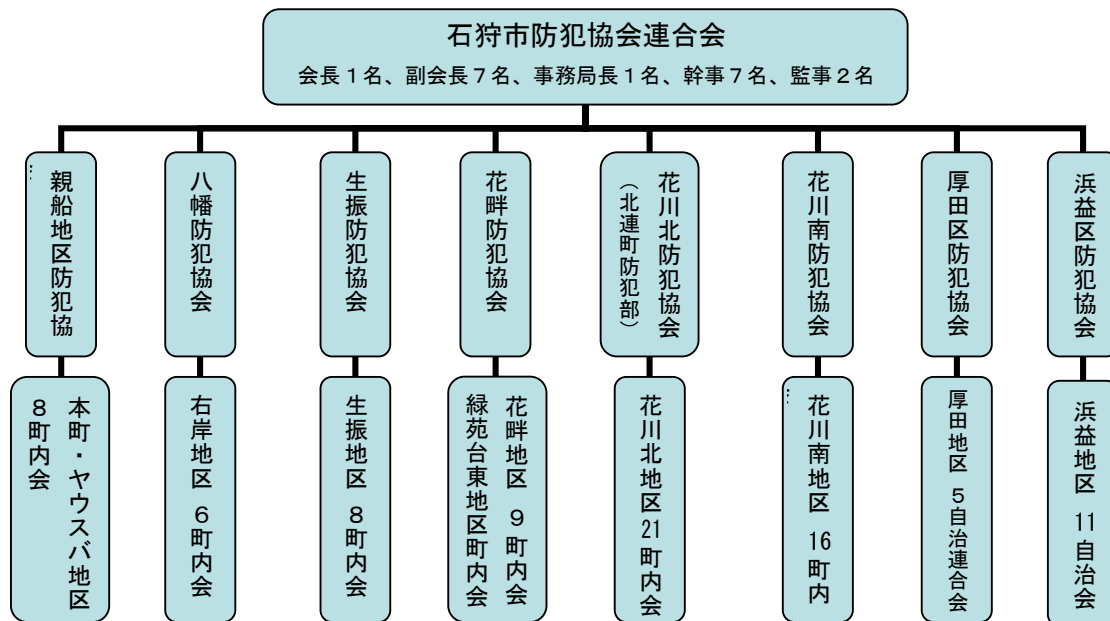 石狩市防犯協会連合会
会長１名、副会長７名、事務局長１名、幹事７名、監事２名
親船地区防犯協
八幡防犯協会
生振防犯協会
花畔防犯協会
花川北防犯協会
（北連町防犯部）
花川南防犯協会
厚田区防犯協会
浜益区防犯協会
本町・ヤウスバ地区
８町内会
右岸地区 ６町内会
生振地区 ８町内会
花畔地区 ９町内会
緑苑台東地区町内会
花川北地区 21町内会
花川南地区 16町内
厚田地区 ５自治連合会
浜益地区 11自治会